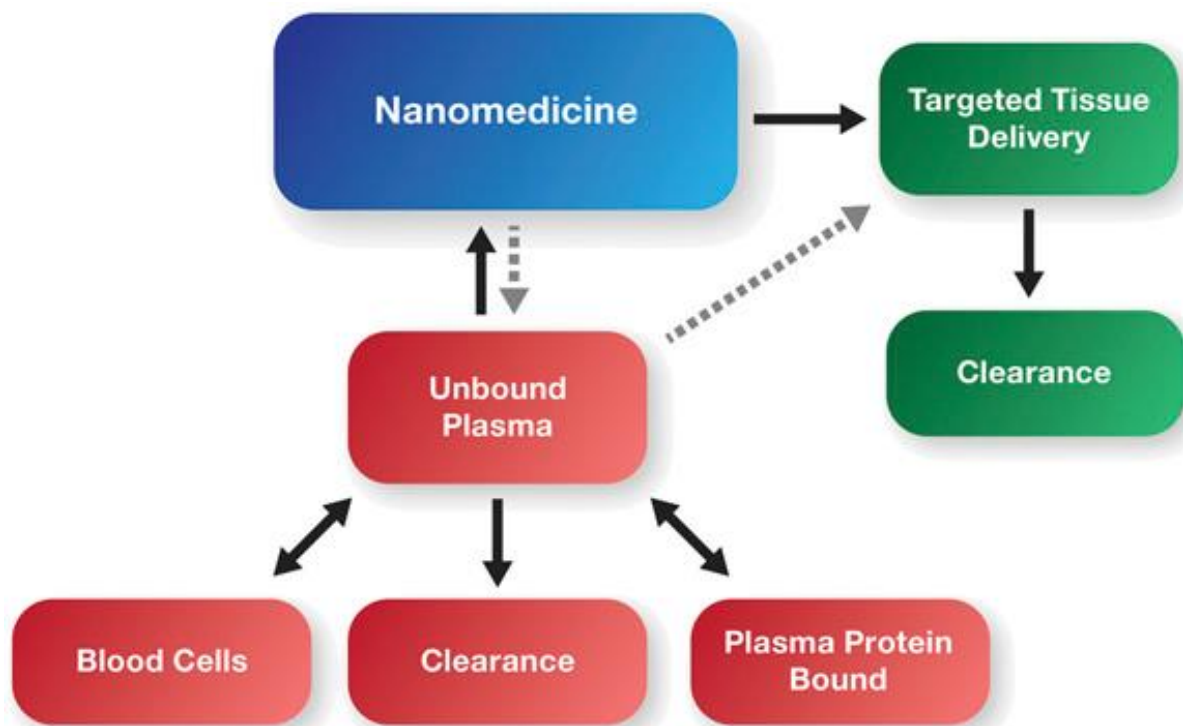 Nanomedicine
Targeted Tissue
Delivery
Clearance
Unbound
Plasma
Blood Cells
Clearance
Plasma Protein
Bound